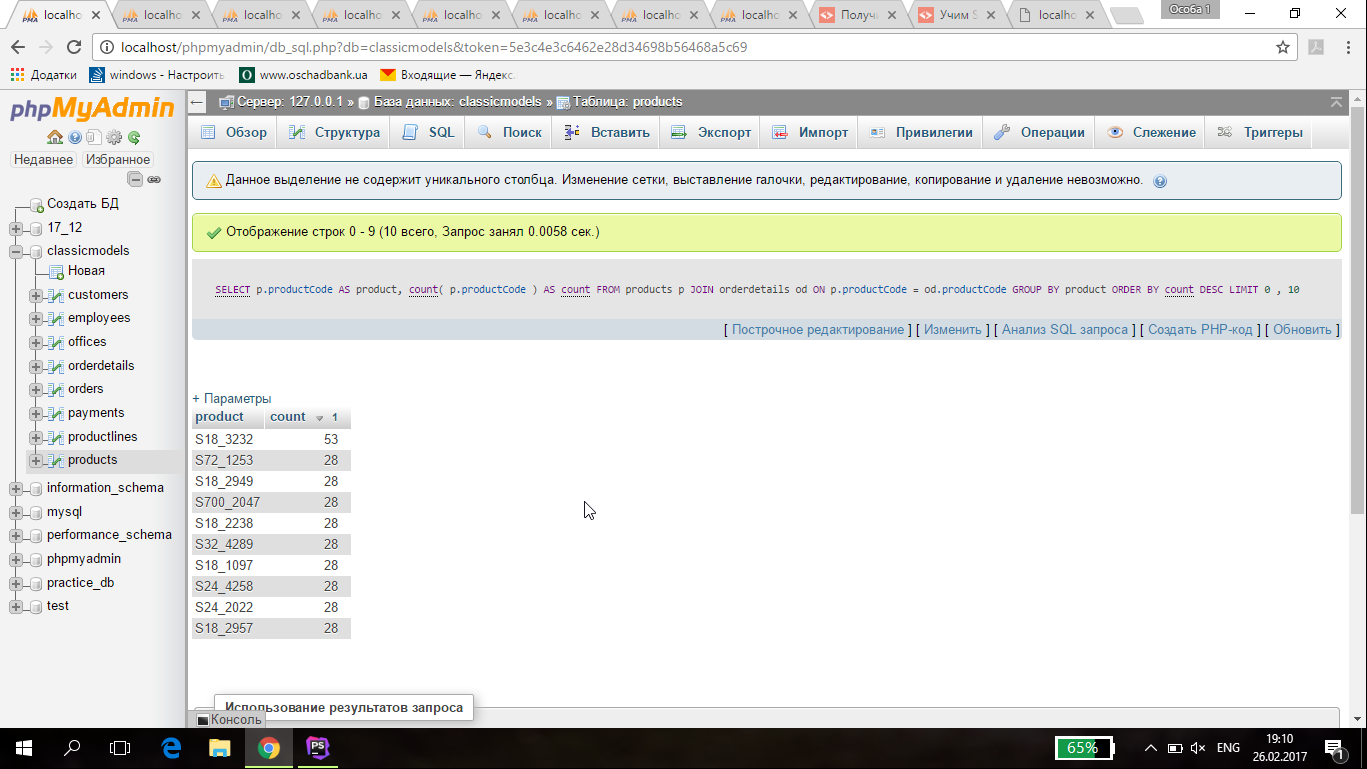 localho
localho
localho
localho
localho
localho
localho
localho
Получ
Учим S
localho
Особа 1
localhost/phpmyadmin/db_sql.php?db=classicmodels&token=5e3c4e3c6462e28d34698b56468a5c69
Додатки
windows - Настроить
www.oschadbank.ua
Входящие — Яндекс.
phpMyAdmin
Недавнее Избранное
Создать БД
17_12
classicmodels
Новая
customers
employees
offices
orderdetails
orders
payments
productlines
products
information_schema
mysql
performance_schema
phpmyadmin
practice_db
test
Сервер: 127.0.0.1 » База данных: classicmodels » Таблица: products
Обзор Структура SQL Поиск Вставить Экспорт Импорт Привилегии Операции Слежение Триггеры
Данное выделение не содержит уникального столбца. Изменение сетки, выставление галочки, редактирование, копирование и удаление невозможно.
Отображение строк 0 - 9 (10 всего, Запрос занял 0.0058 сек.)
SELECT p.productCode AS product, count( p.productCode ) AS count FROM products p JOIN orderdetails od ON p.productCode = od.productCode GROUP BY product ORDER BY count DESC LIMIT 0 , 10
[ Построчное редактирование ] [ Изменить ] [ Анализ SQL запроса ] [ Создать PHP-код ] [ Обновить ]
+ Параметры
product count 1
S18_3232 53
S72_1253 28
S18_2949 28
S700_2047 28
S18_2238 28
S32_4289 28
S18_1097 28
S24_4258 28
S24_2022 28
S18_2957 28
Использование результатов запроса
Консоль
PS
65%
ENG
19:10
26.02.2017
1